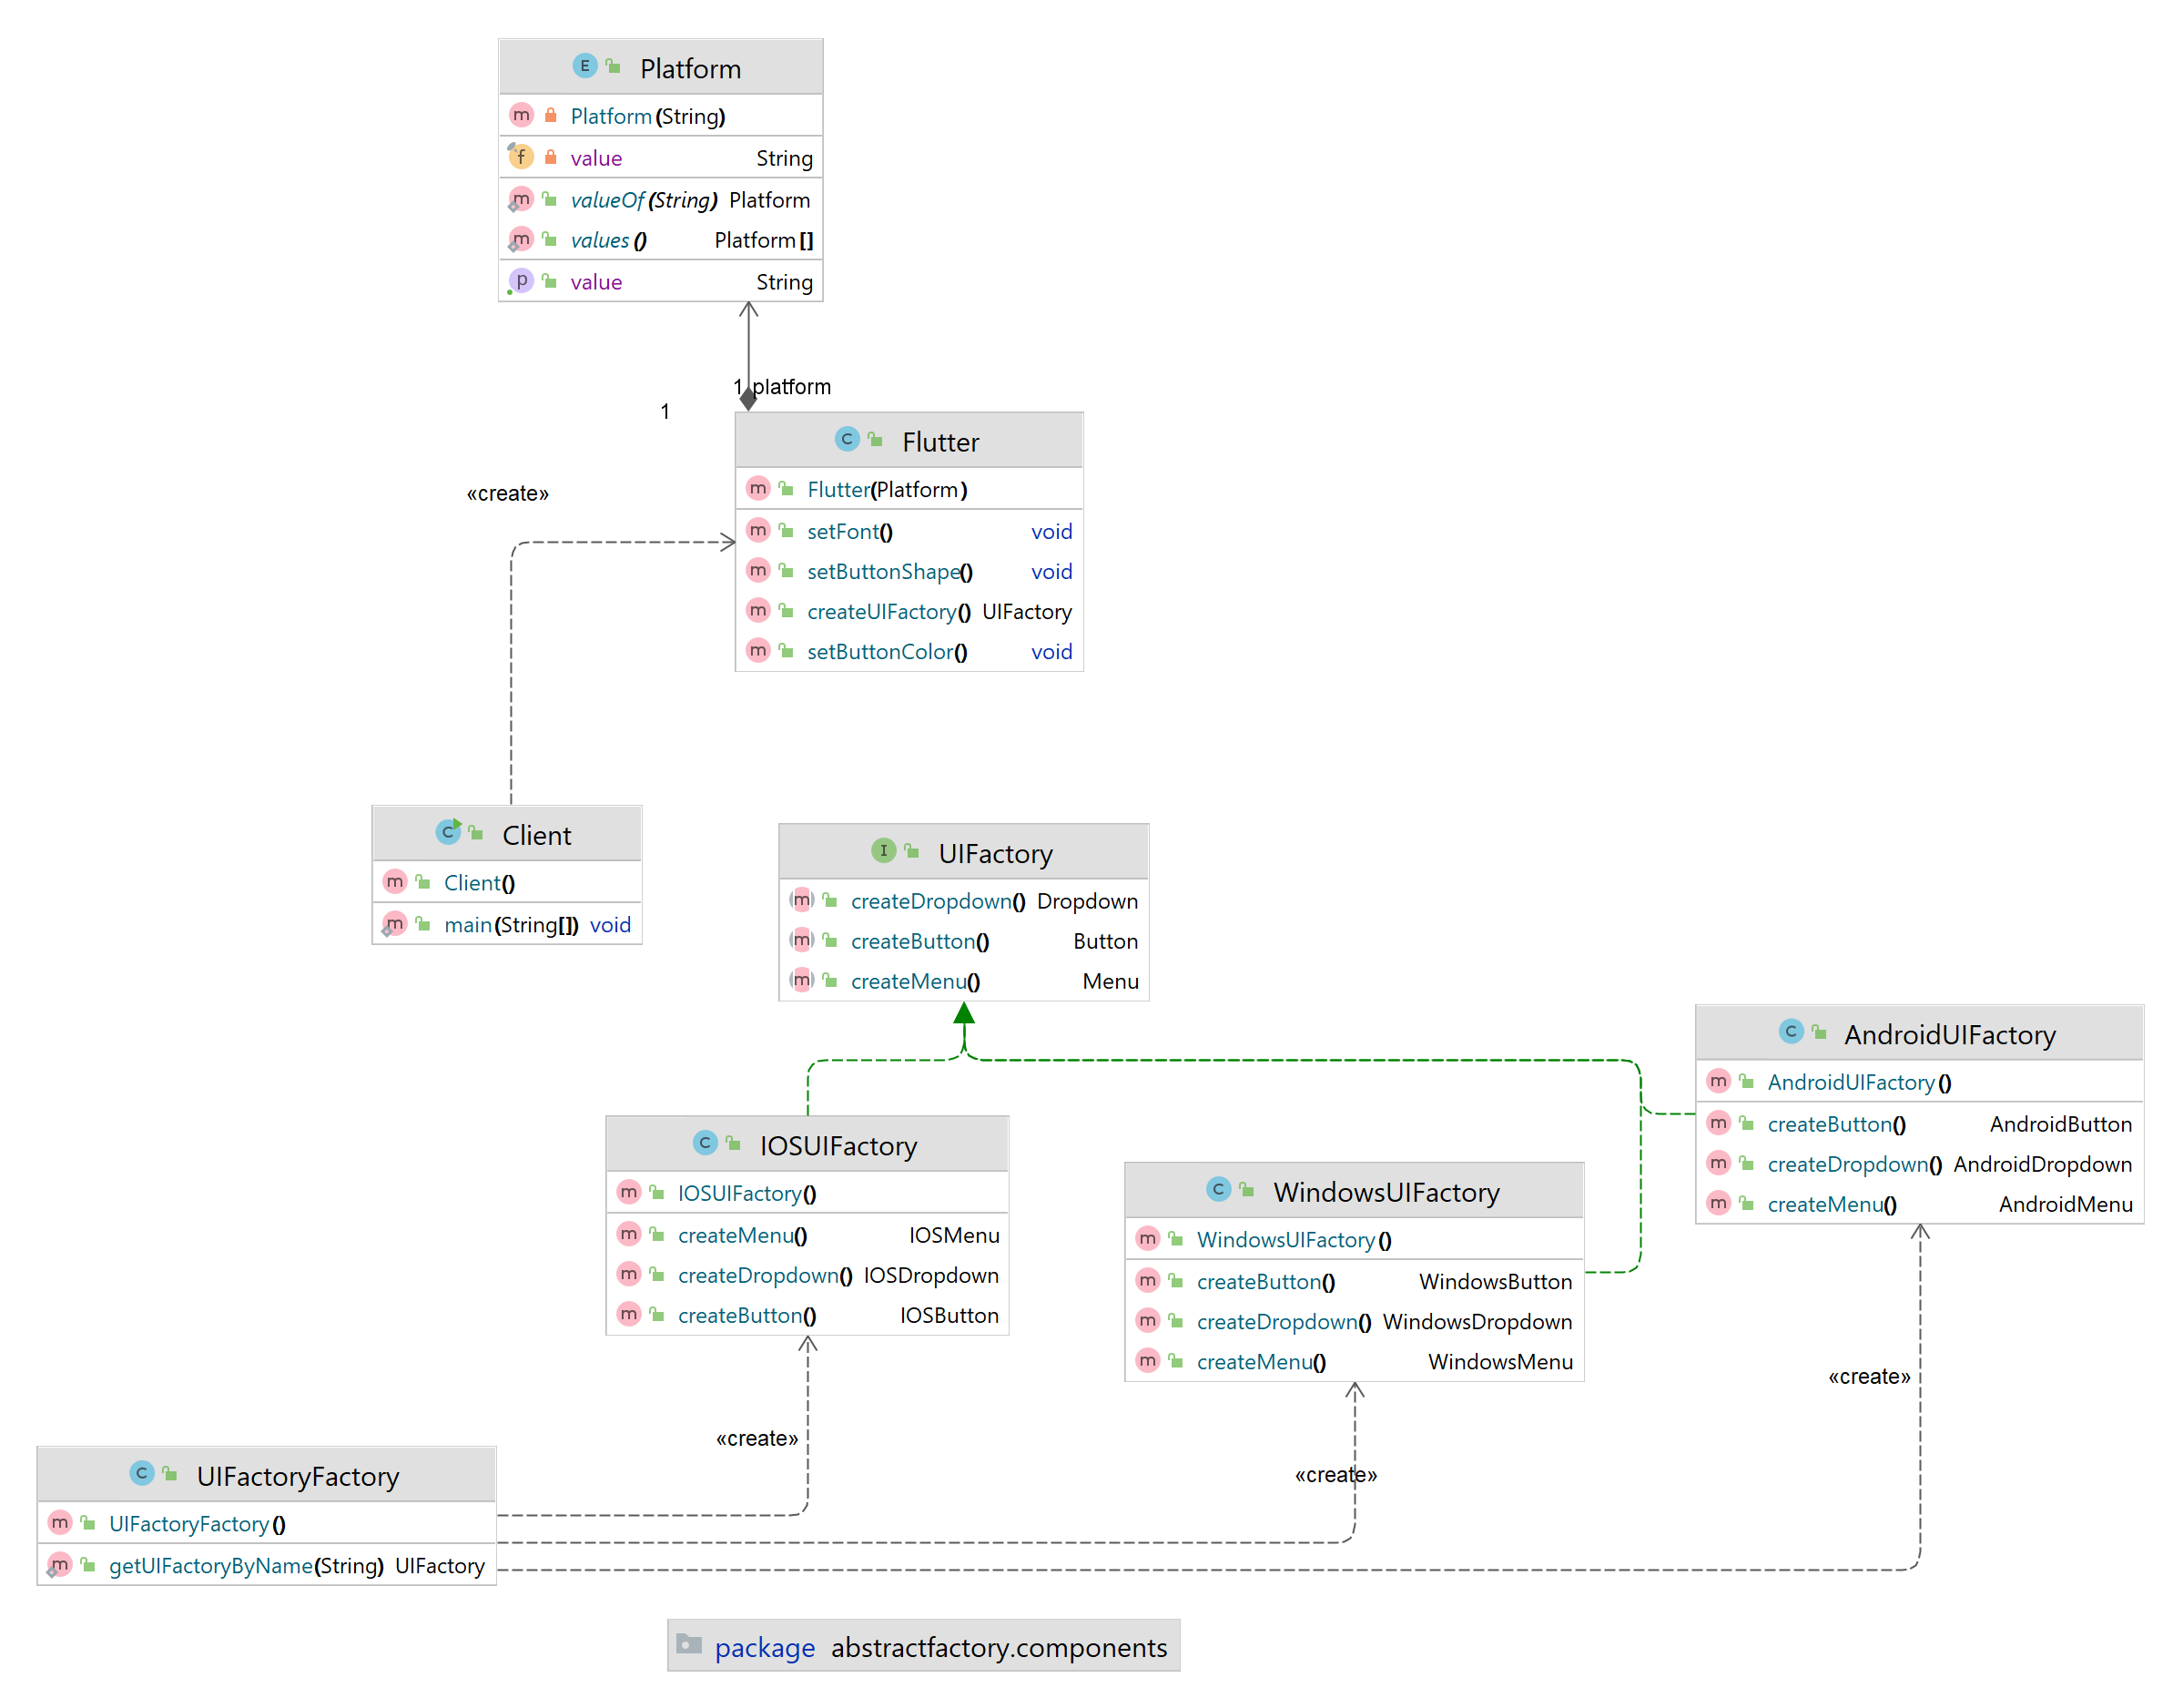 Platform
Platform(String)
value String
valueOf(String) Platform
values() Platform[]
value String
1 platform
1
Flutter
Flutter(Platform)
setFont() void
setButtonShape() void
createUIFactory() UIFactory
setButtonColor() void
«create»
Client
Client()
main(String[]) void
UIFactory
createDropdown() Dropdown
createButton() Button
createMenu() Menu
AndroidUIFactory
AndroidUIFactory()
createButton() AndroidButton
createDropdown() AndroidDropdown
createMenu() AndroidMenu
IOSUIFactory
IOSUIFactory()
createMenu() IOSMenu
createDropdown() IOSDropdown
createButton() IOSButton
WindowsUIFactory
WindowsUIFactory()
createButton() WindowsButton
createDropdown() WindowsDropdown
createMenu() WindowsMenu
«create»
«create»
«create»
UIFactoryFactory
UIFactoryFactory()
getUIFactoryByName(String) UIFactory
package abstractfactory.components